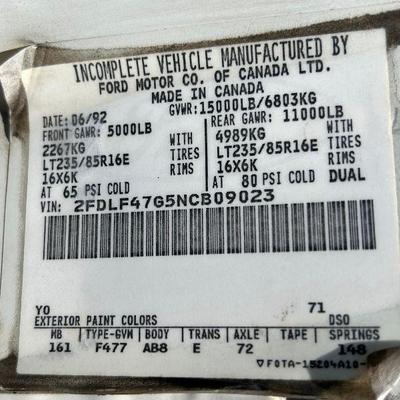 INCOMPLETE VEHICLE MANUFACTURED BY
FORD MOTOR CO. OF CANADA LTD.
MADE IN CANADA
GVWR: 15000LB/6803KG
DATE: 06/92
FRONT GAWR: 5000LB REAR GAWR: 11000LB
2267KG WITH 4989KG WITH
LT235/85R16E TIRES LT235/85R16E TIRES
16X6K RIMS 16X6K RIMS
AT 65 PSI COLD AT 80 PSI COLD DUAL
VIN: 2FDLF47G5NCB09023
YO 71
EXTERIOR PAINT COLORS DSO
WB TYPE-GVM BODY TRANS AXLE TAPE SPRINGS
161 F477 AB8 E 72 148
▽FOTA-15Z04A10-